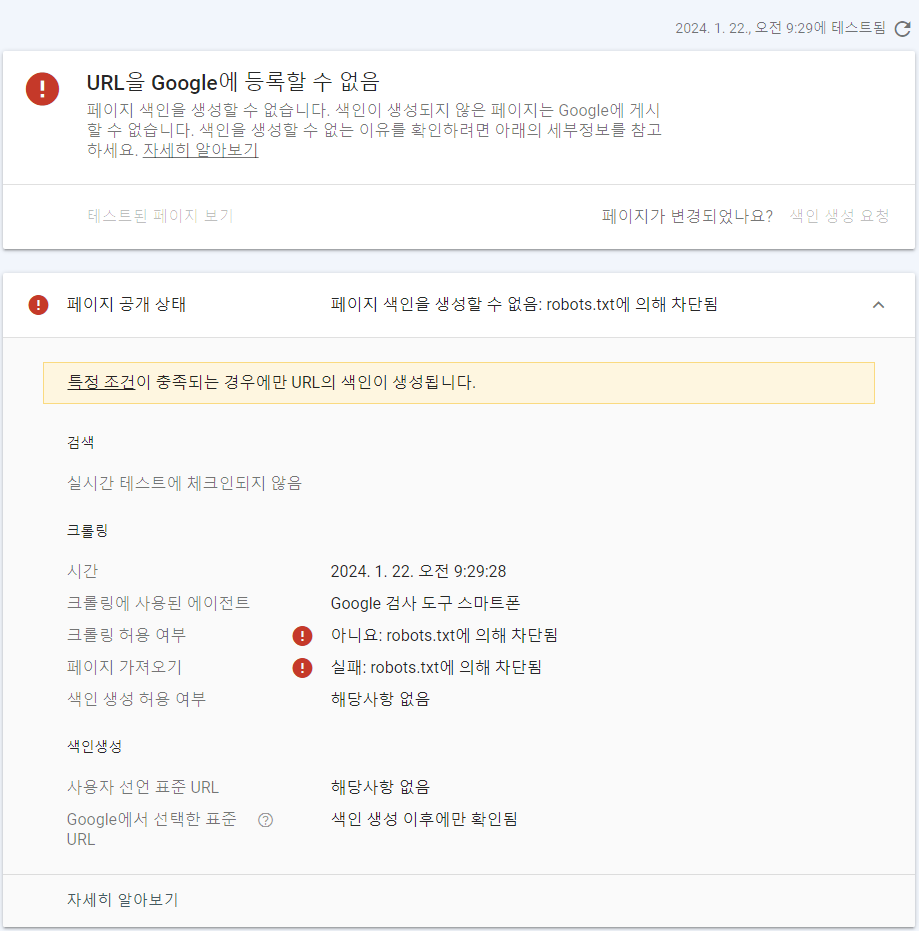 2024. 1. 22., 오전 9:29에 테스트됨
URL을 Google에 등록할 수 없음
페이지 색인을 생성할 수 없습니다. 색인이 생성되지 않은 페이지는 Google에 게시
할 수 없습니다. 색인을 생성할 수 없는 이유를 확인하려면 아래의 세부정보를 참고
하세요. 자세히 알아보기
테스트된 페이지 보기
페이지가 변경되었나요? 색인 생성 요청
페이지 공개 상태
페이지 색인을 생성할 수 없음: robots.txt에 의해 차단됨
특정 조건이 충족되는 경우에만 URL의 색인이 생성됩니다.
검색
실시간 테스트에 체크인되지 않음
크롤링
시간
2024. 1. 22. 오전 9:29:28
크롤링에 사용된 에이전트
Google 검사 도구 스마트폰
크롤링 허용 여부
아니요: robots.txt에 의해 차단됨
페이지 가져오기
실패: robots.txt에 의해 차단됨
색인 생성 허용 여부
해당사항 없음
색인생성
사용자 선언 표준 URL
해당사항 없음
Google에서 선택한 표준
URL
색인 생성 이후에만 확인됨
자세히 알아보기